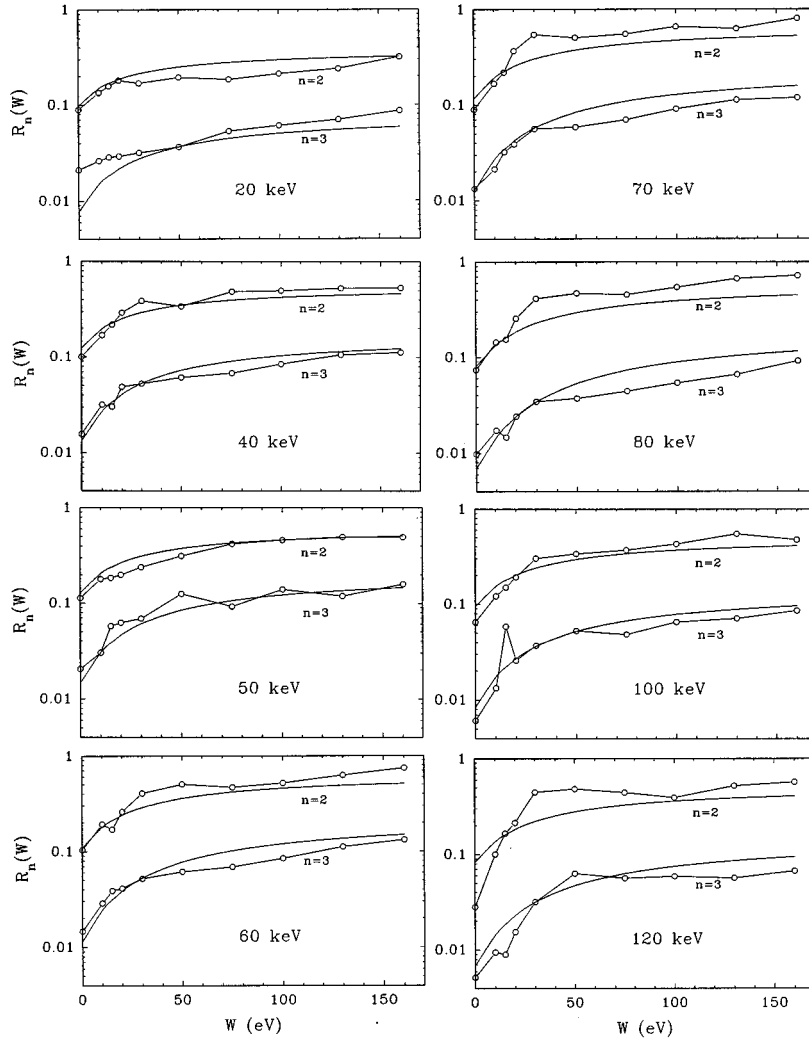 1
0.1
0.01
R_n(W)
n=2
n=3
20 keV
1
0.1
0.01
R_n(W)
n=2
n=3
40 keV
1
0.1
0.01
R_n(W)
n=2
n=3
50 keV
1
0.1
0.01
R_n(W)
n=2
n=3
60 keV
0 50 100 150
W (eV)
1
0.1
0.01
R_n(W)
n=2
n=3
70 keV
1
0.1
0.01
R_n(W)
n=2
n=3
80 keV
1
0.1
0.01
R_n(W)
n=2
n=3
100 keV
1
0.1
0.01
R_n(W)
n=2
n=3
120 keV
0 50 100 150
W (eV)